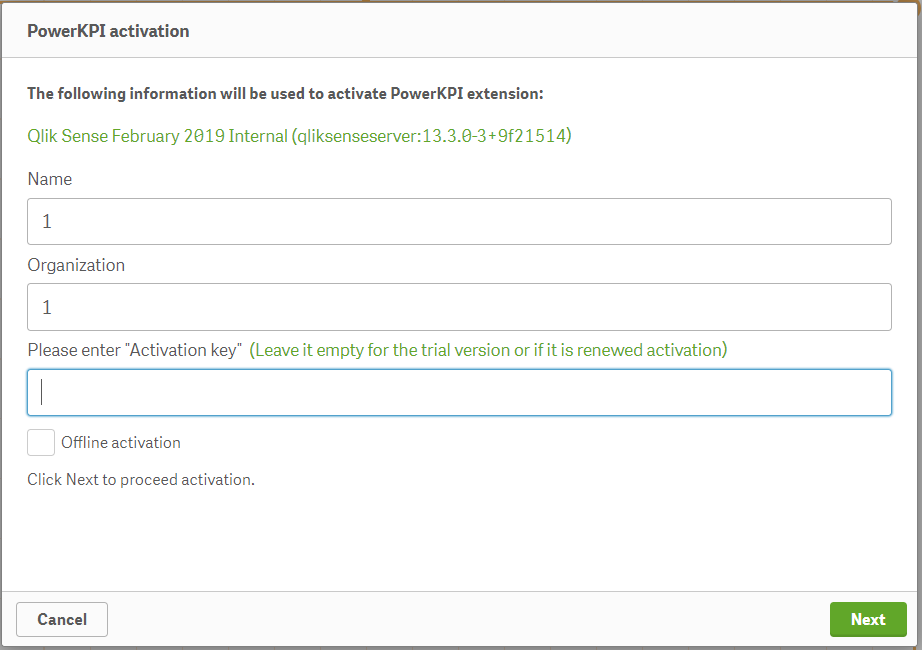 PowerKPI activation
The following information will be used to activate PowerKPI extension:
Qlik Sense February 2019 Internal (qliksenseserver:13.3.0-3+9f21514)
Name
1
Organization
1
Please enter "Activation key" (Leave it empty for the trial version or if it is renewed activation)
Offline activation
Click Next to proceed activation.
Cancel Next